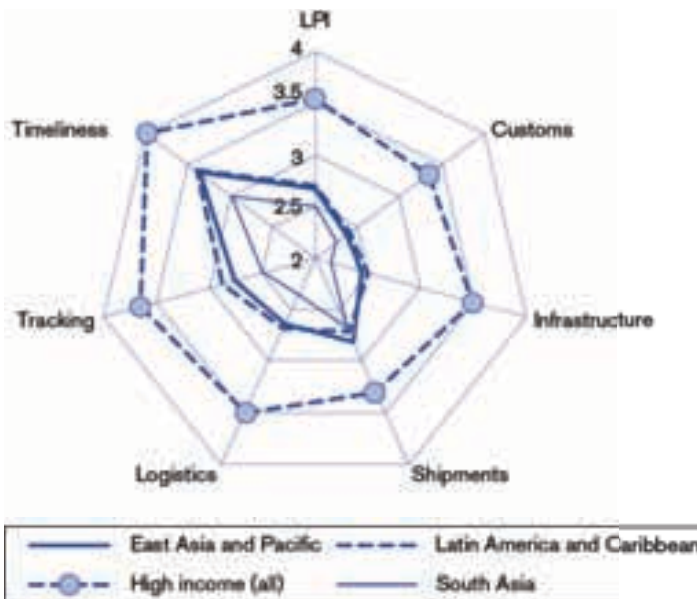 LPI
4
3.5
Timeliness
Customs
3
2.5
2
Tracking
Infrastructure
Logistics
Shipments
East Asia and Pacific
Latin America and Caribbean
High income (all)
South Asia